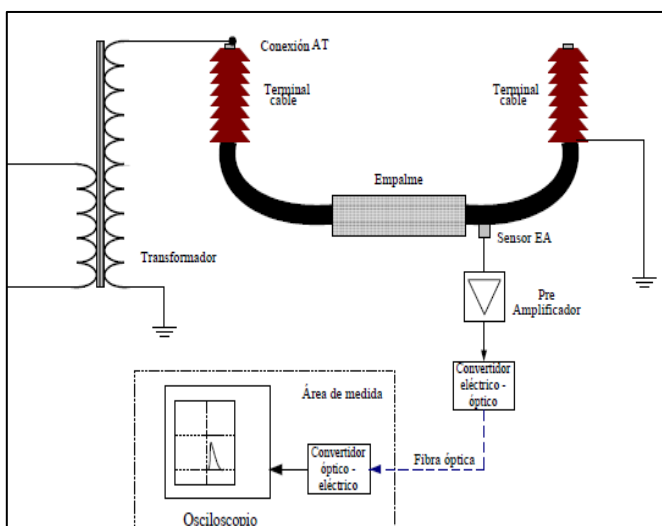 Conexión AT
Terminal
cable
Terminal
cable
Empalme
Sensor EA
Transformador
Pre
Amplificador
Convertidor
eléctrico -
óptico
Área de medida
Convertidor
óptico -
eléctrico
Fibra óptica
Osciloscopio